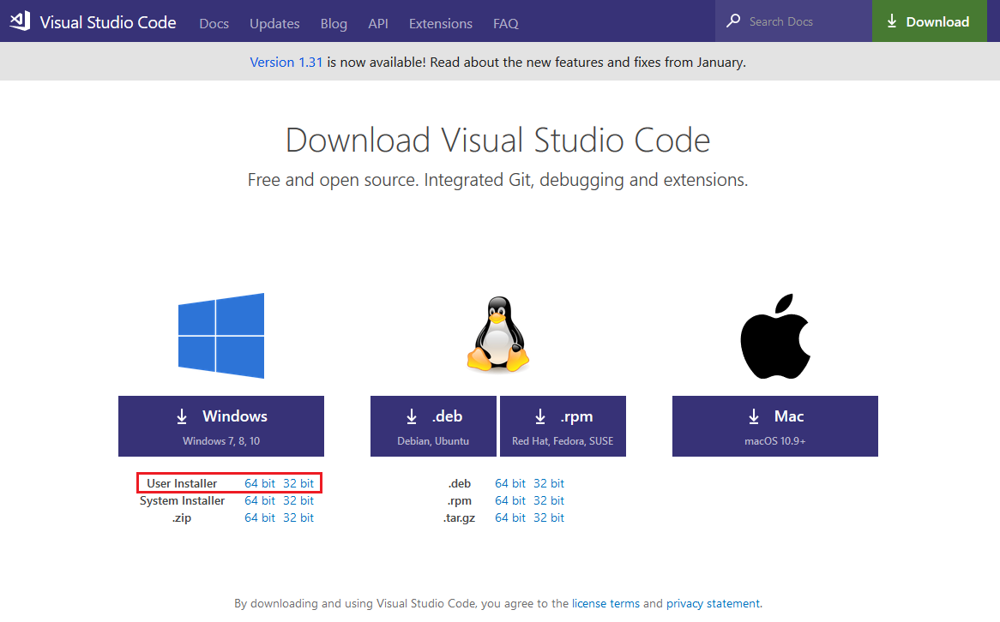 Visual Studio Code Docs Updates Blog API Extensions FAQ Search Docs Download
Version 1.31 is now available! Read about the new features and fixes from January.
Download Visual Studio Code
Free and open source. Integrated Git, debugging and extensions.
Windows
Windows 7, 8, 10
User Installer 64 bit 32 bit
System Installer 64 bit 32 bit
.zip 64 bit 32 bit
.deb
Debian, Ubuntu
.rpm
Red Hat, Fedora, SUSE
.deb 64 bit 32 bit
.rpm 64 bit 32 bit
.tar.gz 64 bit 32 bit
Mac
macOS 10.9+
By downloading and using Visual Studio Code, you agree to the license terms and privacy statement.